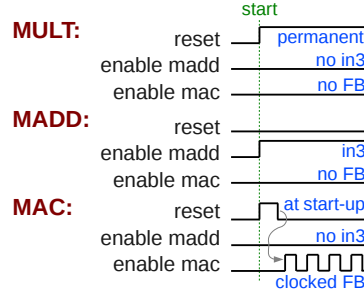 start
MULT:
reset permanent
enable madd no in3
enable mac no FB
MADD:
reset
enable madd in3
enable mac no FB
MAC:
reset at start-up
enable madd no in3
enable mac
clocked FB